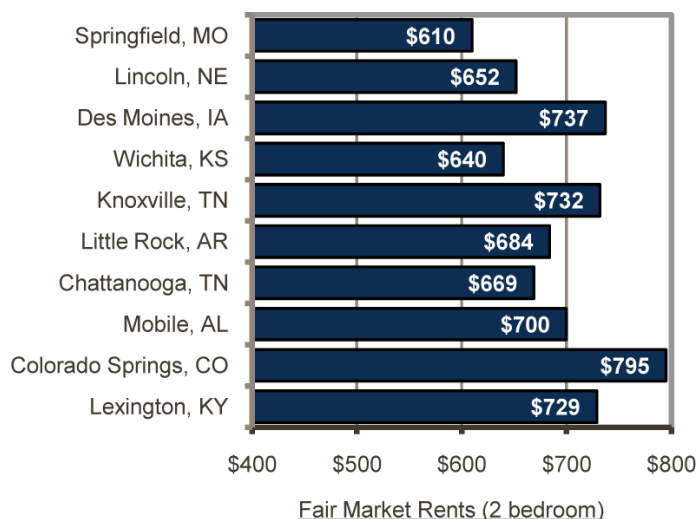 Springfield, MO $610
Lincoln, NE $652
Des Moines, IA $737
Wichita, KS $640
Knoxville, TN $732
Little Rock, AR $684
Chattanooga, TN $669
Mobile, AL $700
Colorado Springs, CO $795
Lexington, KY $729
$400 $500 $600 $700 $800
Fair Market Rents (2 bedroom)